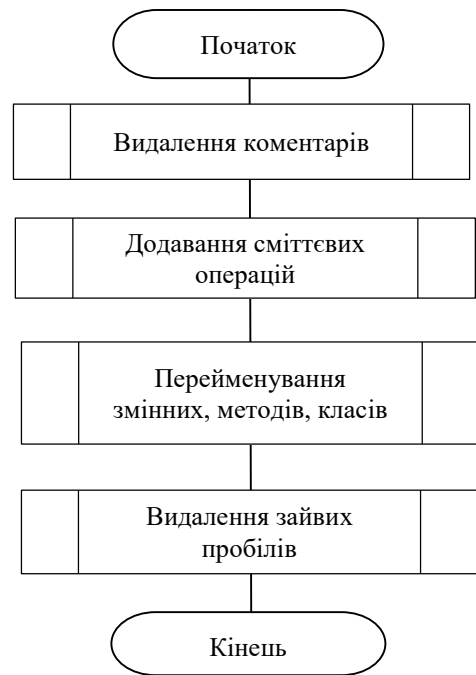 Початок
Видалення коментарів
Додавання сміттєвих
операцій
Перейменування
змінних, методів, класів
Видалення зайвих
пробілів
Кінець